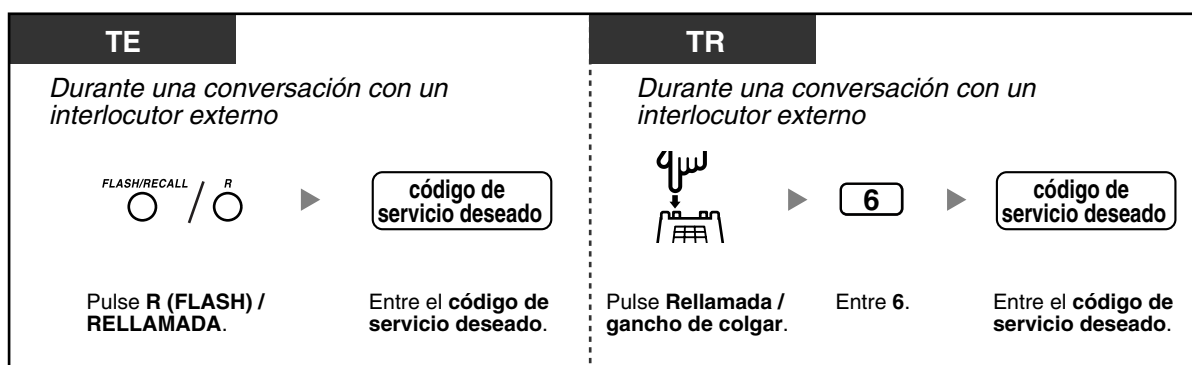 TE
Durante una conversación con un
interlocutor externo
FLASH/RECALL / R
código de
servicio deseado
Pulse R (FLASH) /
RELLAMADA.
Entre el código de
servicio deseado.
TR
Durante una conversación con un
interlocutor externo
6
código de
servicio deseado
Pulse Rellamada /
gancho de colgar.
Entre 6.
Entre el código de
servicio deseado.